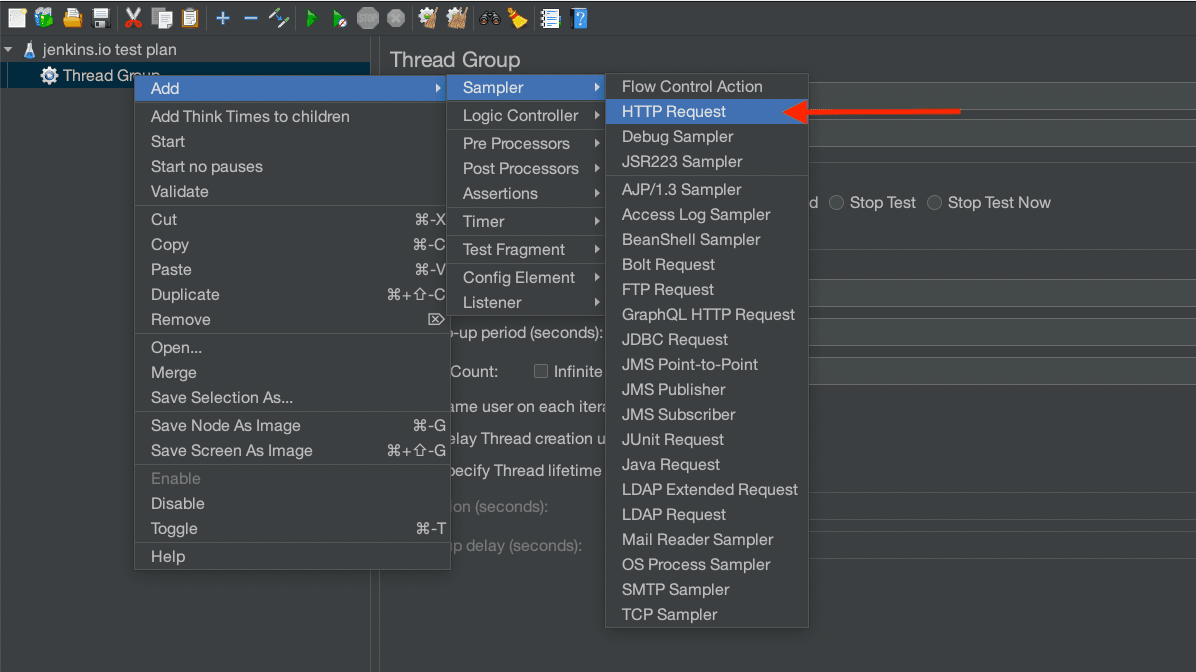 STOP
?
jenkins.io test plan
Thread Group
Thread Group
Add
Add Think Times to children
Start
Start no pauses
Validate
Cut ⌘-X
Copy ⌘-C
Paste ⌘-V
Duplicate ⌘+⇧-C
Remove ⌦
Open...
Merge
Save Selection As...
Save Node As Image ⌘-G
Save Screen As Image ⌘+⇧-G
Enable
Disable
Toggle ⌘-T
Help
Sampler
Logic Controller
Pre Processors
Post Processors
Assertions
Timer
Test Fragment
Config Element
Listener
Flow Control Action
HTTP Request
Debug Sampler
JSR223 Sampler
AJP/1.3 Sampler
Access Log Sampler
BeanShell Sampler
Bolt Request
FTP Request
GraphQL HTTP Request
JDBC Request
JMS Point-to-Point
JMS Publisher
JMS Subscriber
JUnit Request
Java Request
LDAP Extended Request
LDAP Request
Mail Reader Sampler
OS Process Sampler
SMTP Sampler
TCP Sampler
d Stop Test Stop Test Now
-up period (seconds):
Count: Infinite
ame user on each itera
elay Thread creation u
pecify Thread lifetime
ion (seconds):
up delay (seconds):